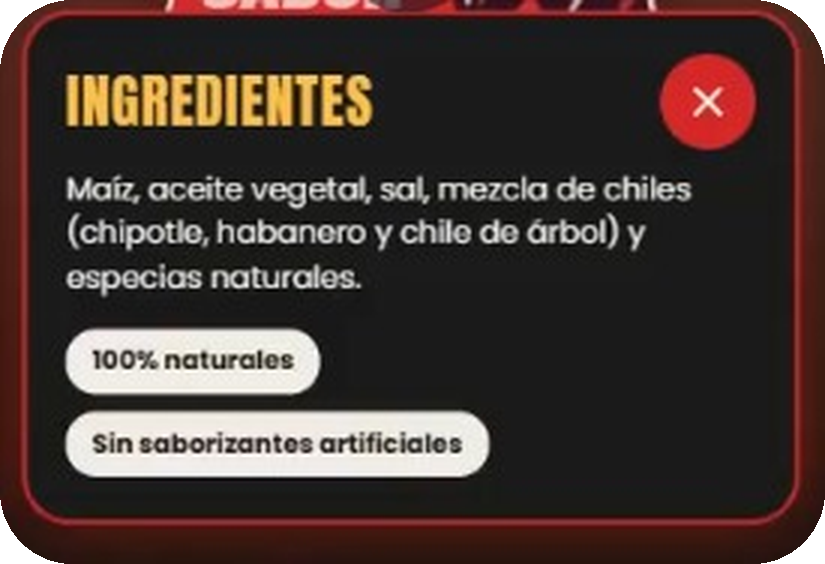 INGREDIENTES
Maíz, aceite vegetal, sal, mezcla de chiles
(chipotle, habanero y chile de árbol) y
especias naturales.
100% naturales
Sin saborizantes artificiales